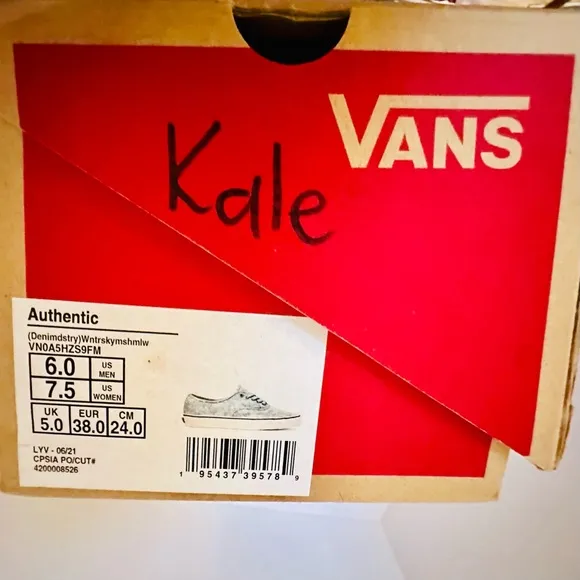 VANS
Kale
Authentic
(Denimdstry)Wntrskymshmlw
VN0A5HZS9FM
6.0 US MEN
7.5 US WOMEN
UK 5.0 EUR 38.0 CM 24.0
LYV - 06/21
CPSIA PO/CUT#
4200008526
1 95437 39578 9